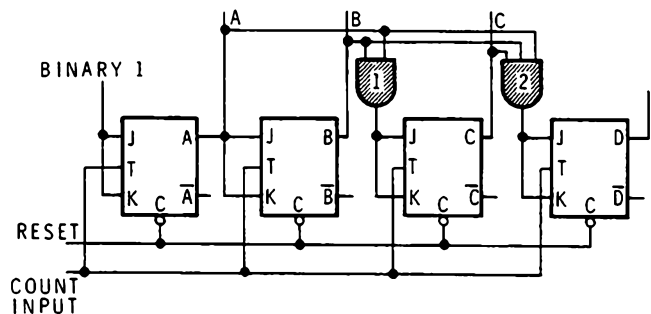 A B C
BINARY 1
1 2
J A J B J C J D
T T T T
K C A̅ K C B̅ K C C̅ K C D̅
RESET
COUNT
INPUT